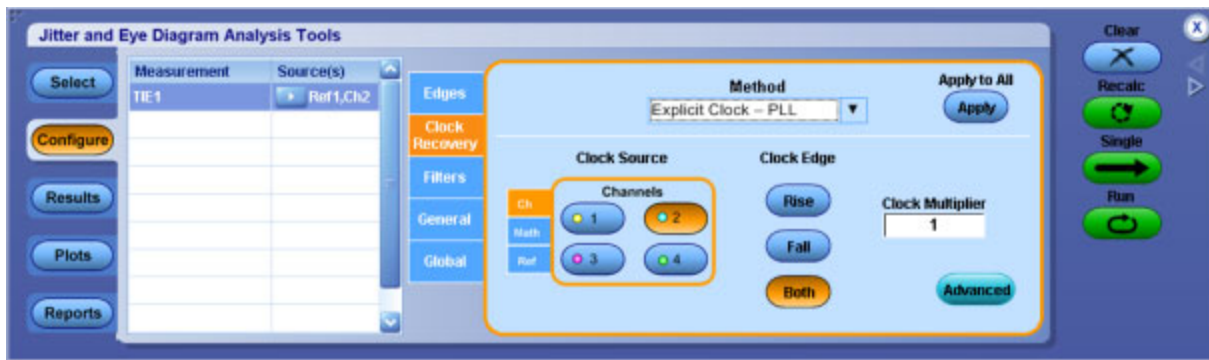 Jitter and Eye Diagram Analysis Tools
Clear
X
Select
Measurement Source(s)
TIE1 Ref1,Ch2
Configure
Results
Plots
Reports
Edges
Clock Recovery
Filters
General
Global
Method
Explicit Clock – PLL
Apply to All
Apply
Clock Source
Channels
Ch
Math
Ref
1
2
3
4
Clock Edge
Rise
Fall
Both
Clock Multiplier
1
Advanced
Recalc
Single
Run